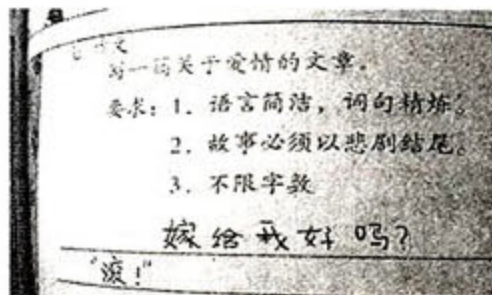 作文
写一篇关于爱情的文章。
要求：1. 语言简洁，词句精炼。
2. 故事必须以悲剧结尾。
3. 不限字数
嫁给我好吗？
“滚！”